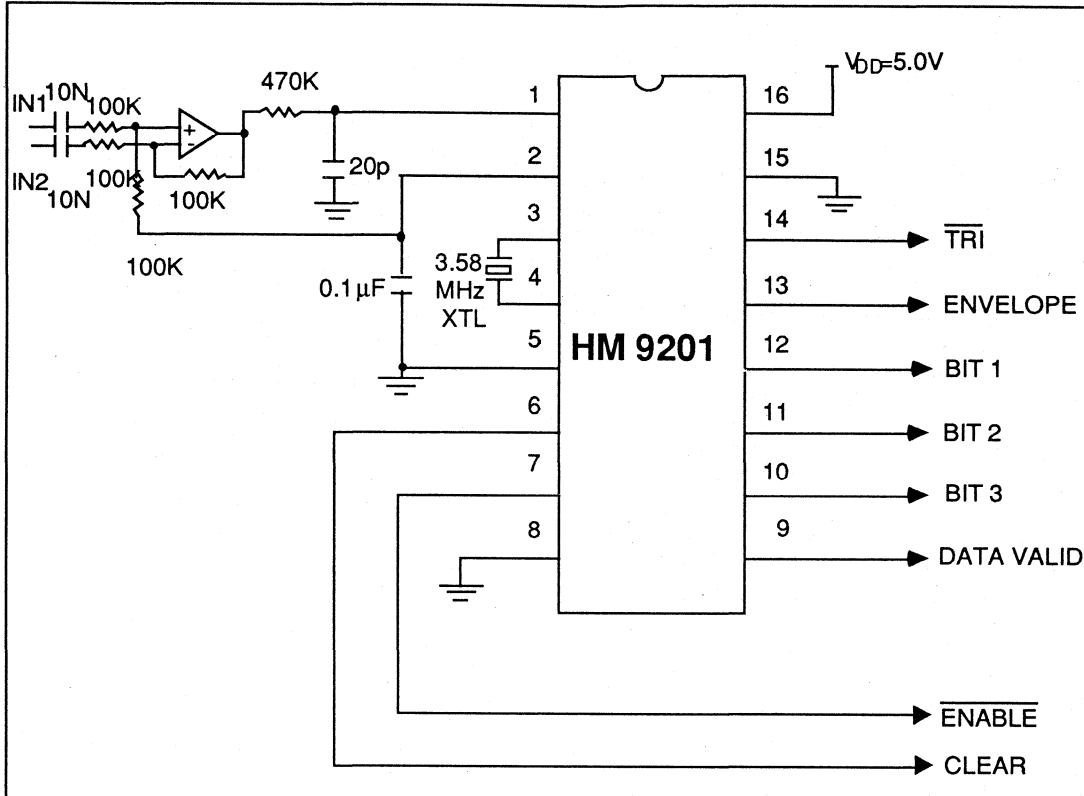 IN1
10N
100K
470K
IN2
10N
100K
100K
100K
20p
0.1 µF
3.58
MHz
XTL
1
2
3
4
5
6
7
8
HM 9201
16
15
14
13
12
11
10
9
VDD=5.0V
TRI
ENVELOPE
BIT 1
BIT 2
BIT 3
DATA VALID
ENABLE
CLEAR
+
-